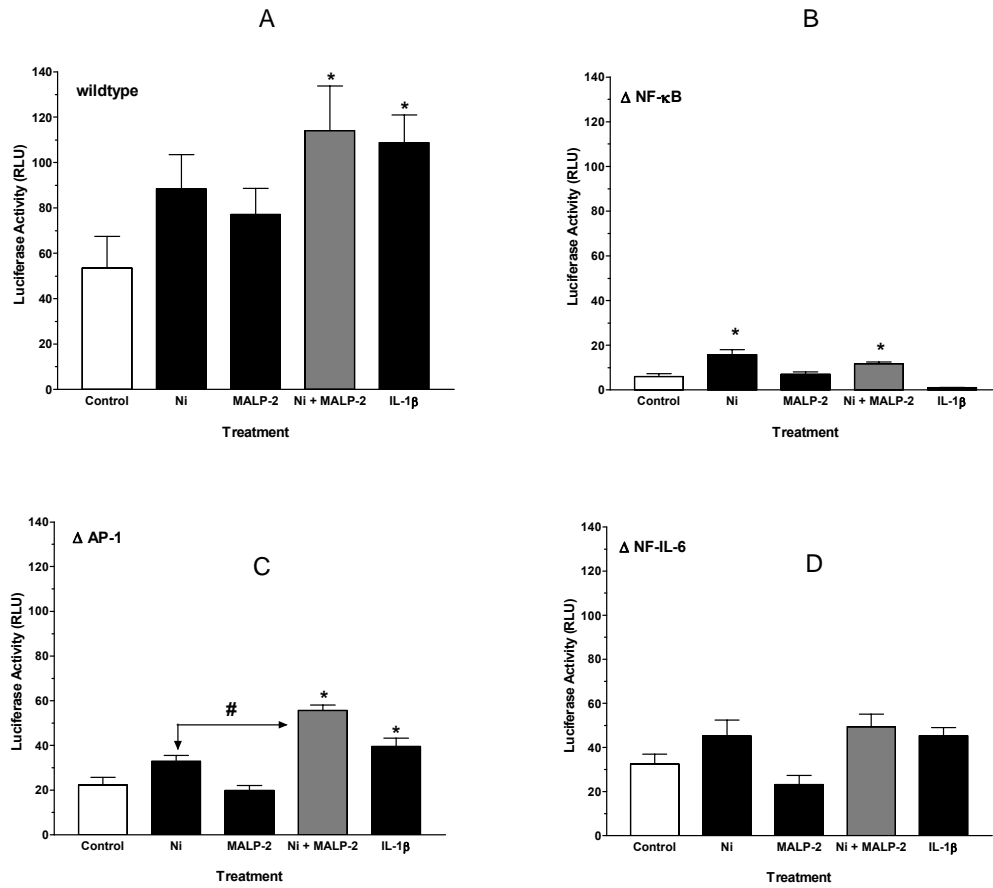 A
wildtype
Luciferase Activity (RLU)
140
120
100
80
60
40
20
0
*
*
Control Ni MALP-2 Ni + MALP-2 IL-1β
Treatment
B
Δ NF-κB
Luciferase Activity (RLU)
140
120
100
80
60
40
20
0
*
*
Control Ni MALP-2 Ni + MALP-2 IL-1β
Treatment
C
Δ AP-1
Luciferase Activity (RLU)
140
120
100
80
60
40
20
0
#
*
*
Control Ni MALP-2 Ni + MALP-2 IL-1β
Treatment
D
Δ NF-IL-6
Luciferase Activity (RLU)
140
120
100
80
60
40
20
0
Control Ni MALP-2 Ni + MALP-2 IL-1β
Treatment